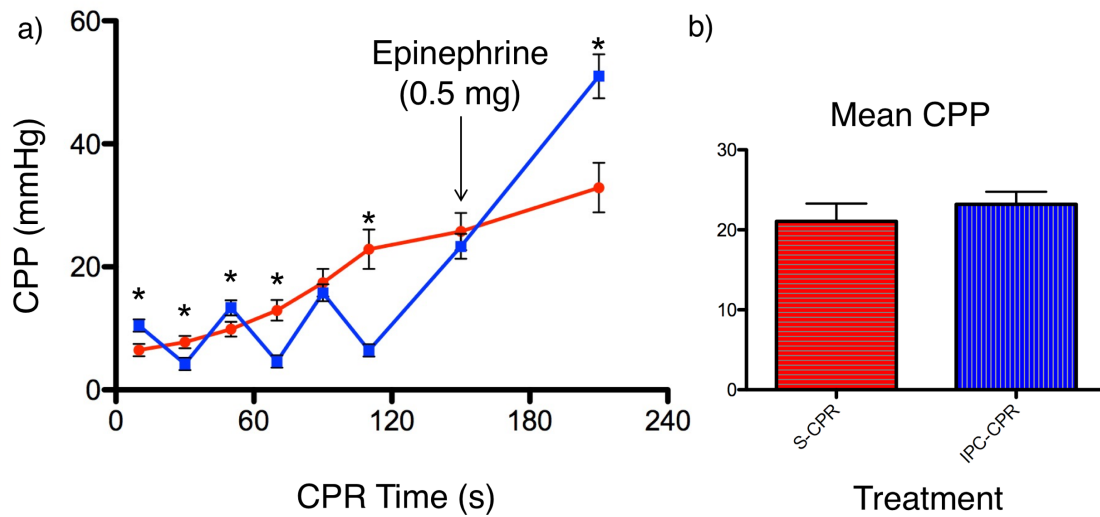 a)
60
40
20
0
CPP (mmHg)
*
*
*
*
*
*
Epinephrine
(0.5 mg)
0
60
120
180
240
CPR Time (s)
b)
Mean CPP
30
20
10
0
S-CPR
IPC-CPR
Treatment